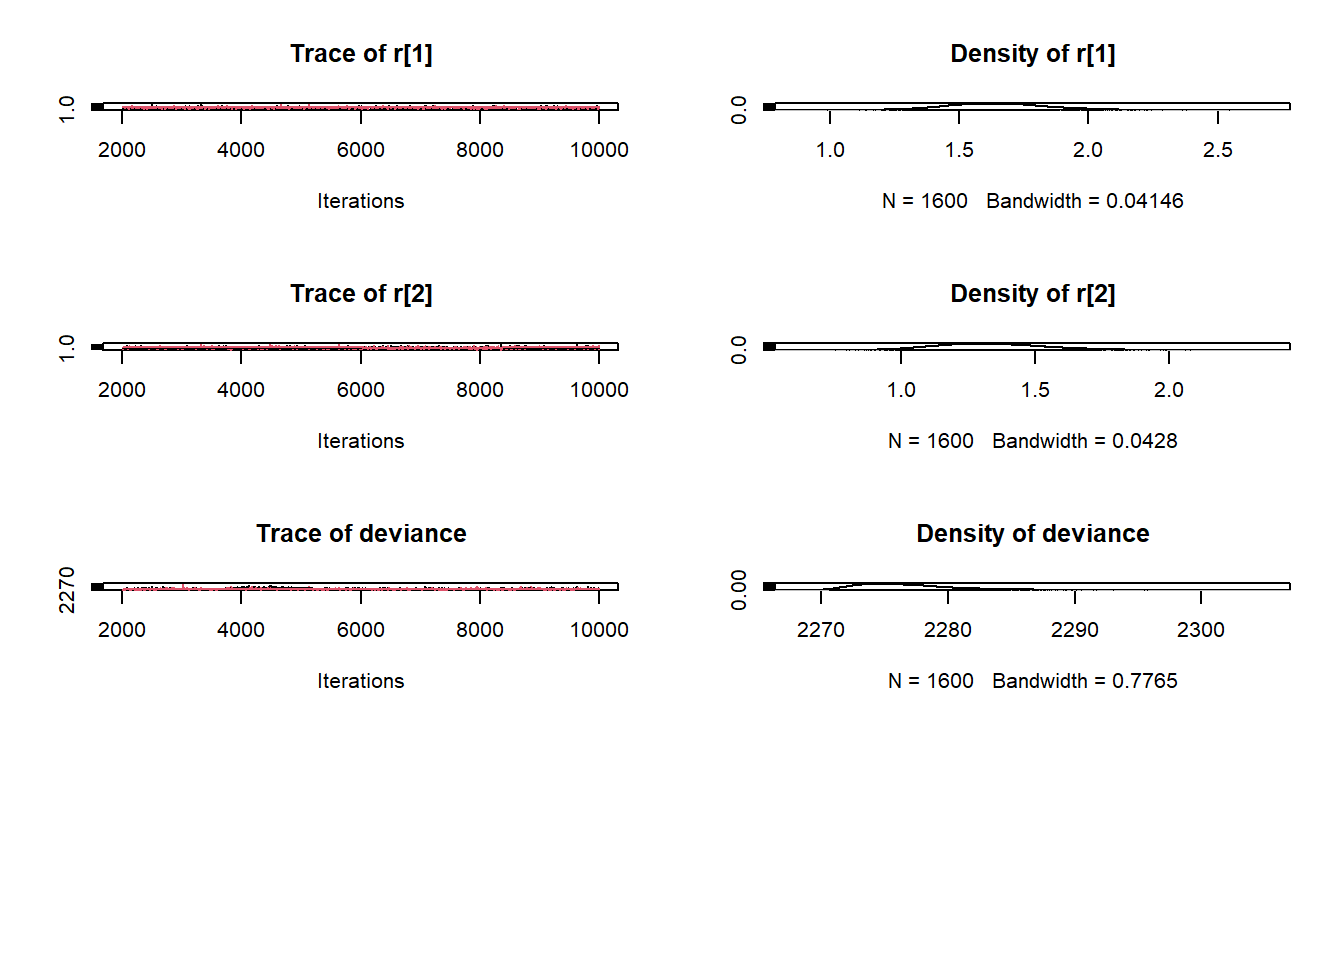 Trace of r[1]
1.0
2000 4000 6000 8000 10000
Iterations
Density of r[1]
0.0
1.0 1.5 2.0 2.5
N = 1600 Bandwidth = 0.04146
Trace of r[2]
1.0
2000 4000 6000 8000 10000
Iterations
Density of r[2]
0.0
1.0 1.5 2.0
N = 1600 Bandwidth = 0.0428
Trace of deviance
2270
2000 4000 6000 8000 10000
Iterations
Density of deviance
0.00
2270 2280 2290 2300
N = 1600 Bandwidth = 0.7765